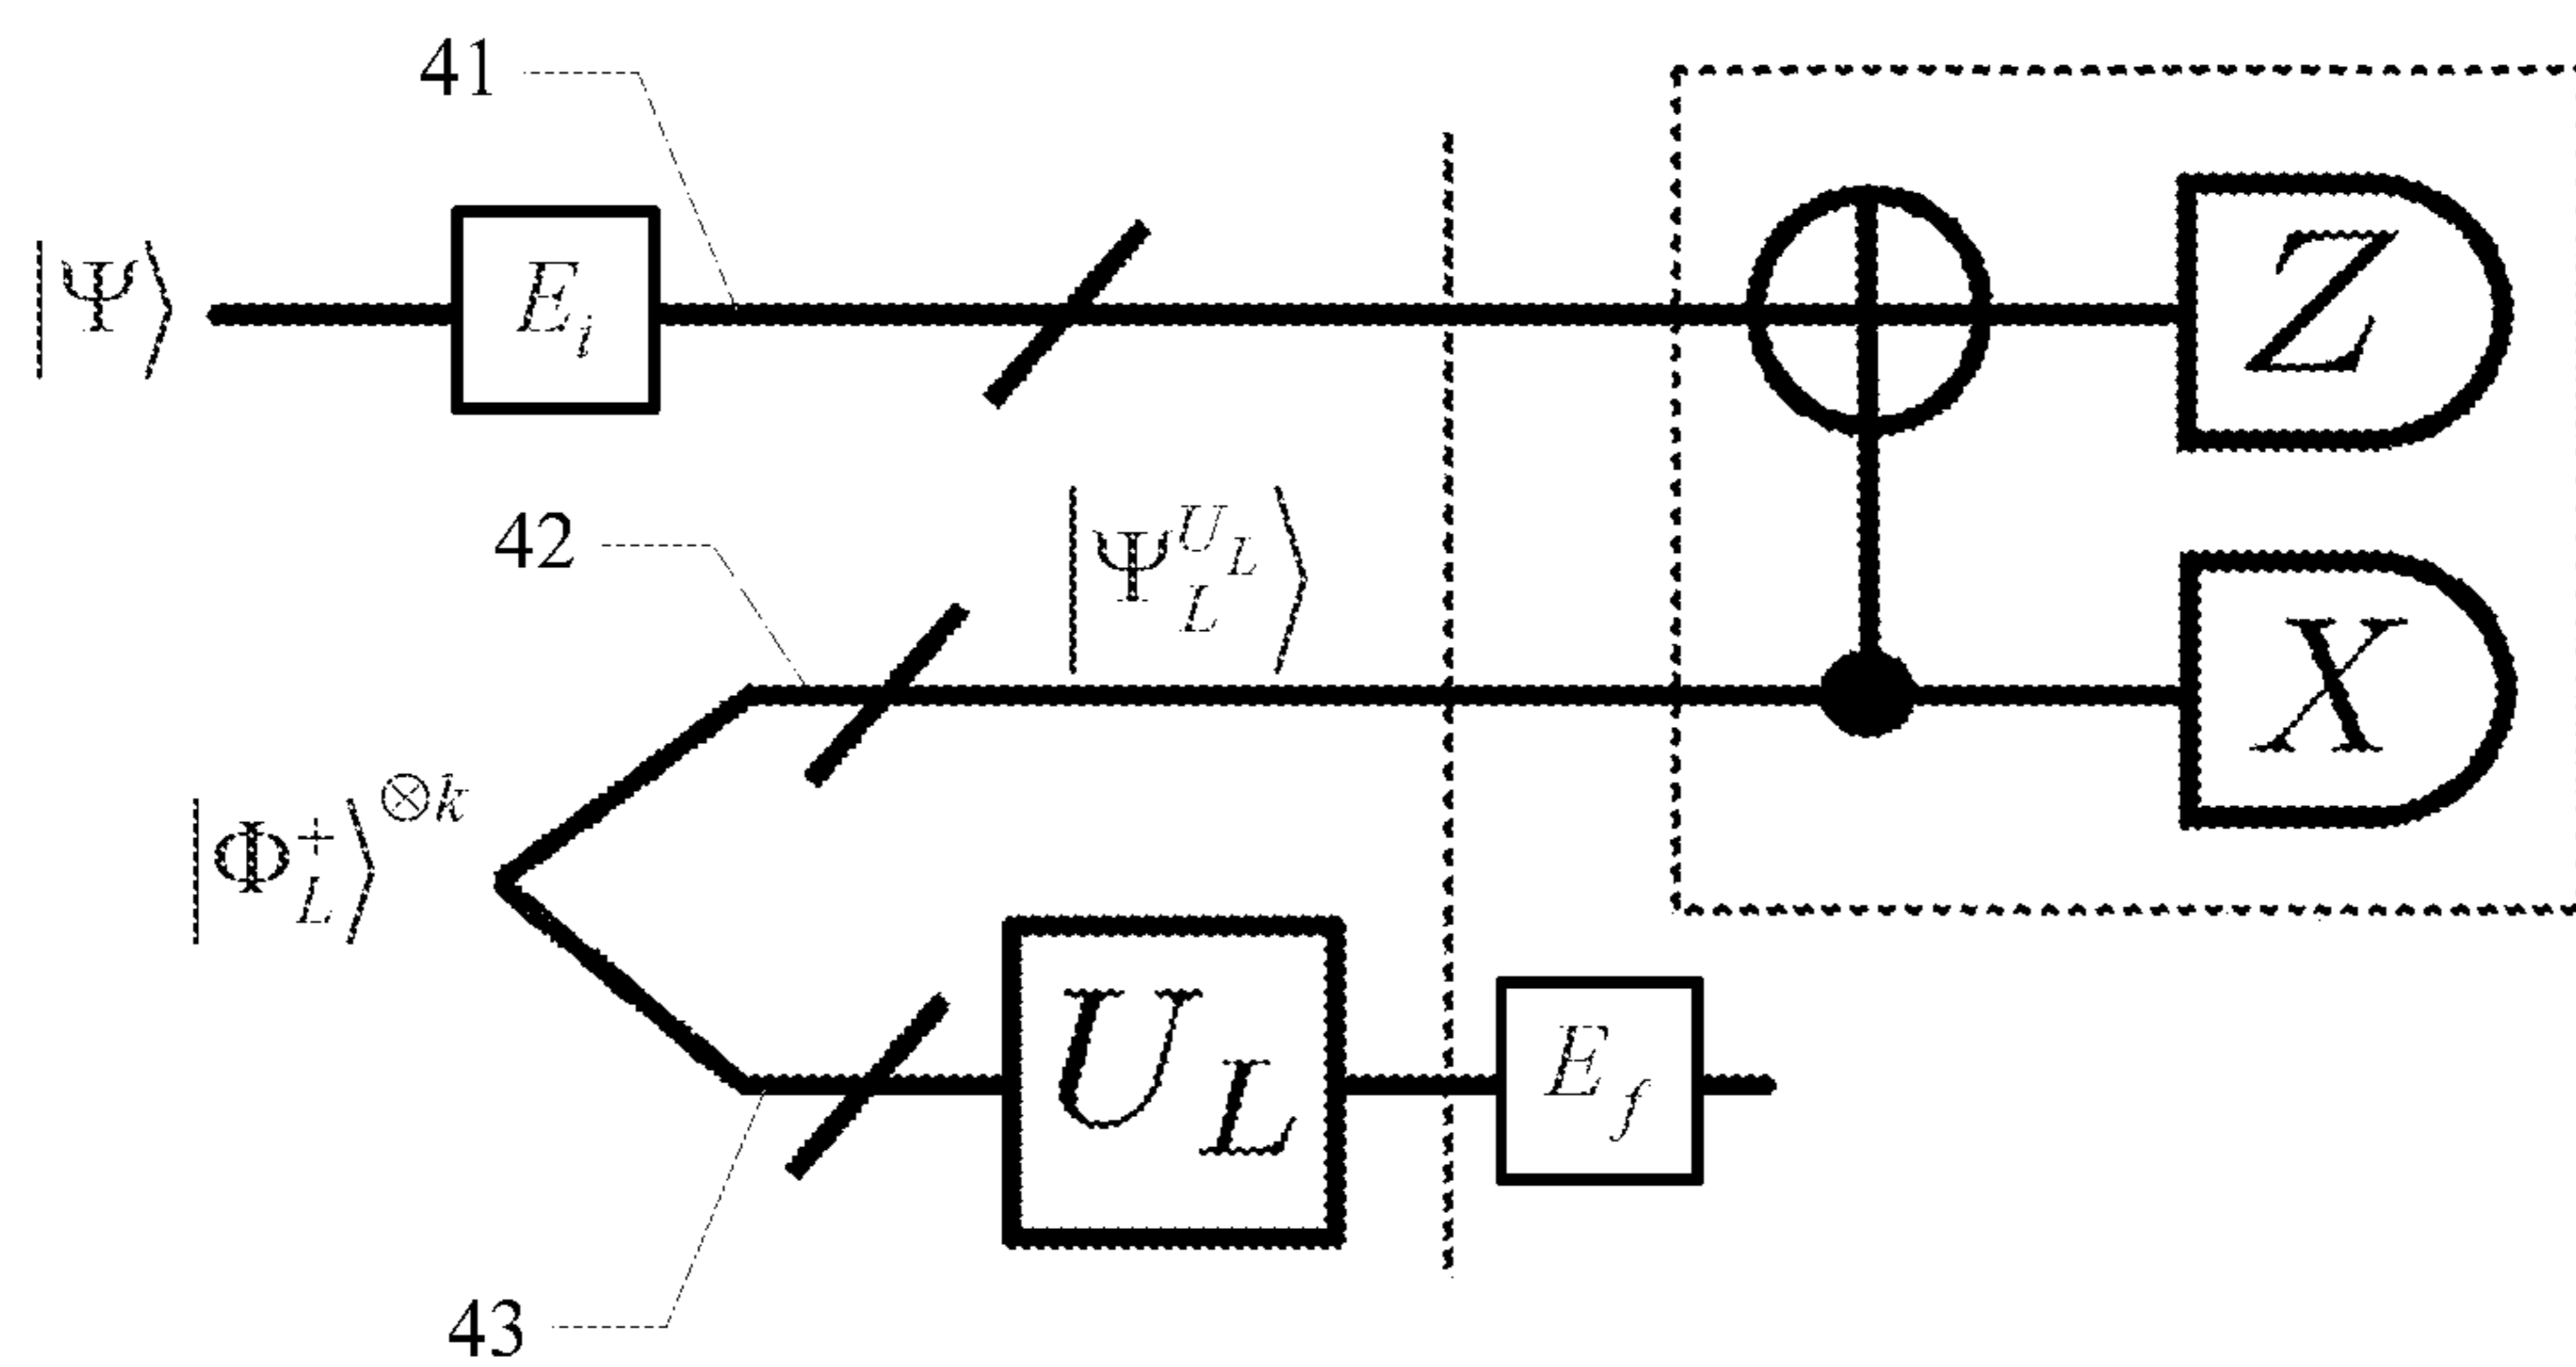 41
|Ψ⟩
E_i
Z
42
|Ψ_L^{U_L}⟩
X
|Φ_L^+⟩^{⊗k}
U_L
E_f
43